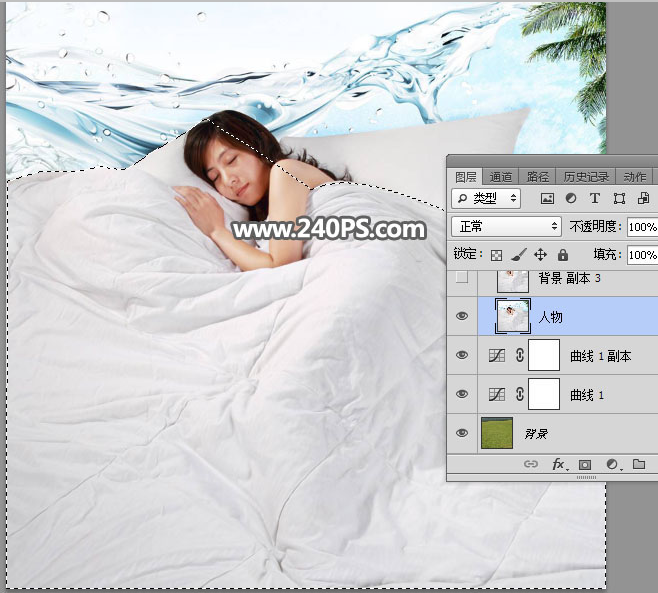 图层 通道 路径 历史记录 动作
类型 T
正常 不透明度: 100%
锁定: 填充: 100%
背景 副本 3
www.240PS.com
人物
曲线 1 副本
曲线 1
背景
fx